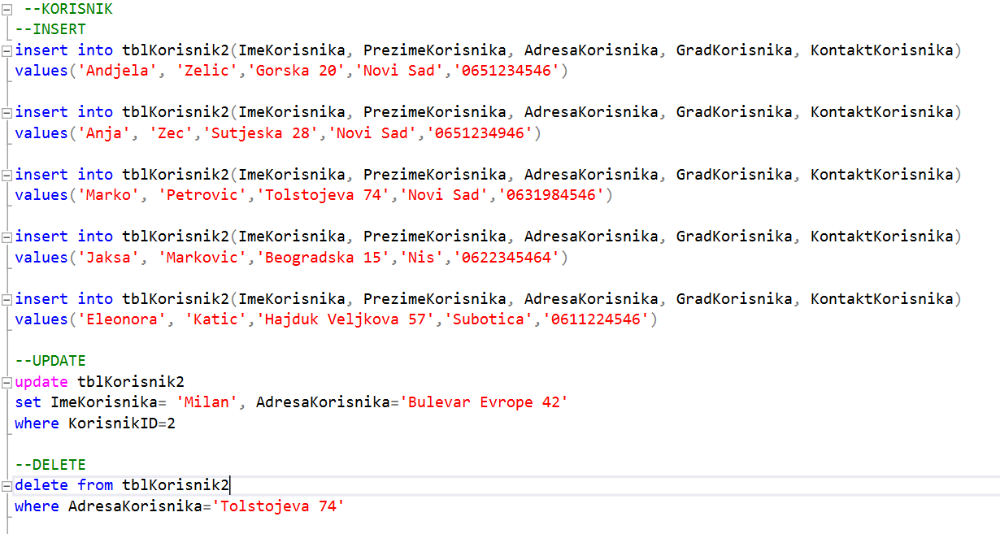 --KORISNIK
--INSERT
insert into tblKorisnik2(ImeKorisnika, PrezimeKorisnika, AdresaKorisnika, GradKorisnika, KontaktKorisnika)
values('Andjela', 'Zelic','Gorska 20','Novi Sad','0651234546')
insert into tblKorisnik2(ImeKorisnika, PrezimeKorisnika, AdresaKorisnika, GradKorisnika, KontaktKorisnika)
values('Anja', 'Zec','Sutjeska 28','Novi Sad','0651234946')
insert into tblKorisnik2(ImeKorisnika, PrezimeKorisnika, AdresaKorisnika, GradKorisnika, KontaktKorisnika)
values('Marko', 'Petrovic','Tolstojeva 74','Novi Sad','0631984546')
insert into tblKorisnik2(ImeKorisnika, PrezimeKorisnika, AdresaKorisnika, GradKorisnika, KontaktKorisnika)
values('Jaksa', 'Markovic','Beogradska 15','Nis','0622345464')
insert into tblKorisnik2(ImeKorisnika, PrezimeKorisnika, AdresaKorisnika, GradKorisnika, KontaktKorisnika)
values('Eleonora', 'Katic','Hajduk Veljkova 57','Subotica','0611224546')
--UPDATE
update tblKorisnik2
set ImeKorisnika= 'Milan', AdresaKorisnika='Bulevar Evrope 42'
where KorisnikID=2
--DELETE
delete from tblKorisnik2
where AdresaKorisnika='Tolstojeva 74'